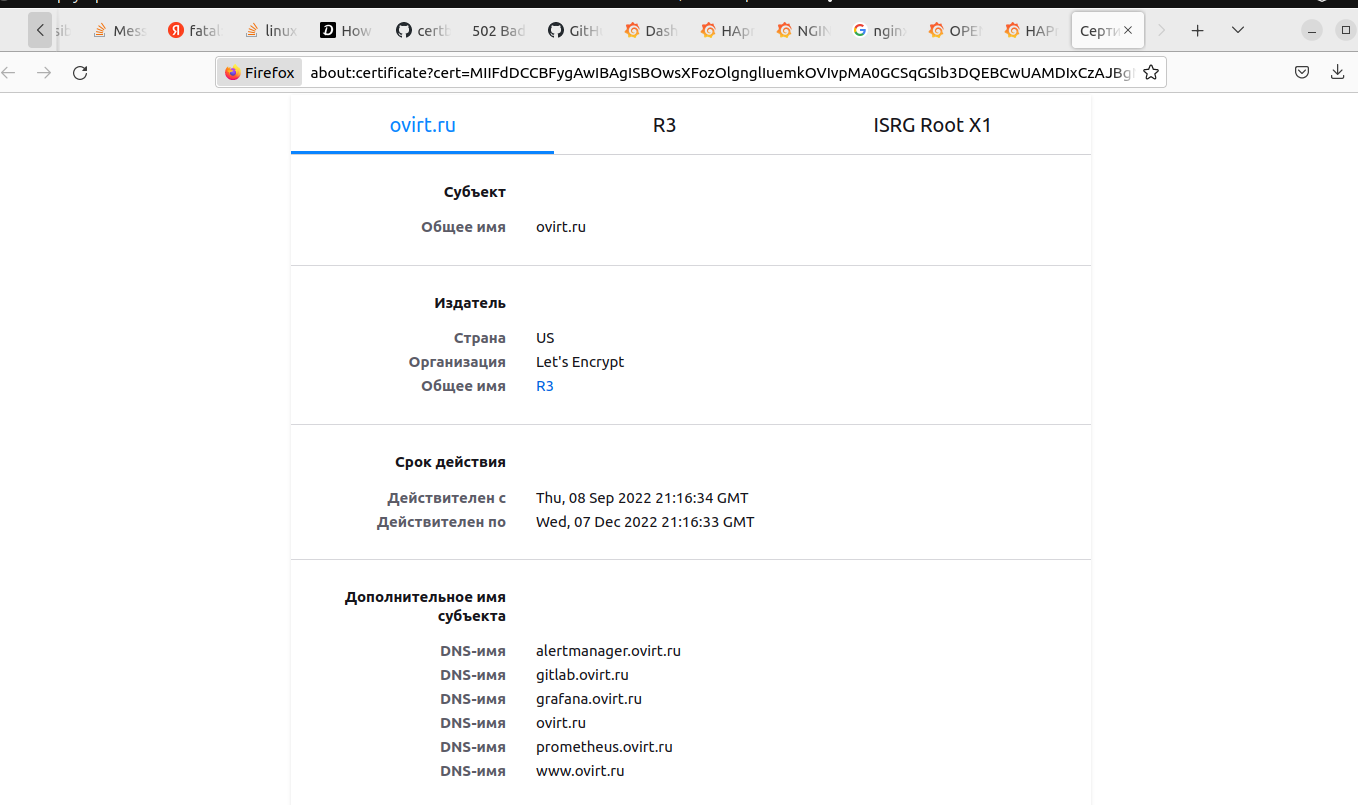 Mess
fatal
linux
How
certb
502 Bad
GitHu
Dash
HApr
NGIN
nginx
OPEN
HAPr
Серти
Firefox
about:certificate?cert=MIIFdDCCBFygAwIBAgISBOwsXFozOlgnglIuemkOVIvpMA0GCSqGSIb3DQEBCwUAMDIxCzAJBg
ovirt.ru R3 ISRG Root X1
Субъект
Общее имя ovirt.ru
Издатель
Страна US
Организация Let's Encrypt
Общее имя R3
Срок действия
Действителен с Thu, 08 Sep 2022 21:16:34 GMT
Действителен по Wed, 07 Dec 2022 21:16:33 GMT
Дополнительное имя
субъекта
DNS-имя alertmanager.ovirt.ru
DNS-имя gitlab.ovirt.ru
DNS-имя grafana.ovirt.ru
DNS-имя ovirt.ru
DNS-имя prometheus.ovirt.ru
DNS-имя www.ovirt.ru